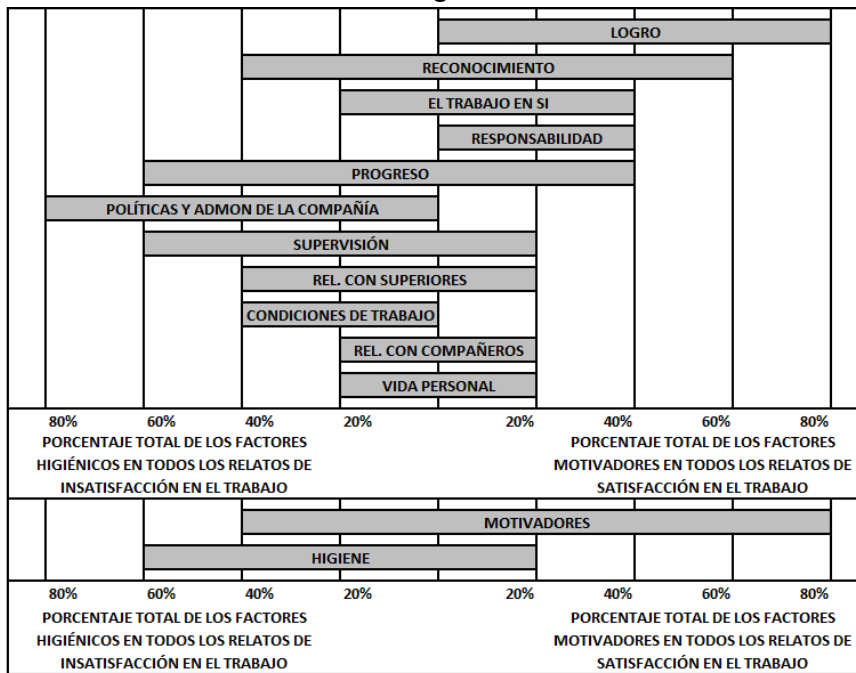 LOGRO
RECONOCIMIENTO
EL TRABAJO EN SI
RESPONSABILIDAD
PROGRESO
POLÍTICAS Y ADMON DE LA COMPAÑÍA
SUPERVISIÓN
REL. CON SUPERIORES
CONDICIONES DE TRABAJO
REL. CON COMPAÑEROS
VIDA PERSONAL
80% 60% 40% 20% 20% 40% 60% 80%
PORCENTAJE TOTAL DE LOS FACTORES
HIGIÉNICOS EN TODOS LOS RELATOS DE
INSATISFACCIÓN EN EL TRABAJO
PORCENTAJE TOTAL DE LOS FACTORES
MOTIVADORES EN TODOS LOS RELATOS DE
SATISFACCIÓN EN EL TRABAJO
MOTIVADORES
HIGIENE
80% 60% 40% 20% 20% 40% 60% 80%
PORCENTAJE TOTAL DE LOS FACTORES
HIGIÉNICOS EN TODOS LOS RELATOS DE
INSATISFACCIÓN EN EL TRABAJO
PORCENTAJE TOTAL DE LOS FACTORES
MOTIVADORES EN TODOS LOS RELATOS DE
SATISFACCIÓN EN EL TRABAJO